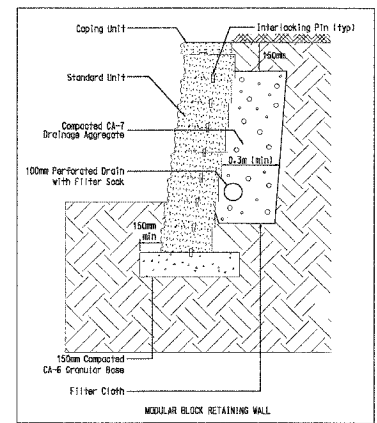 Coping Unit
Interlocking Pin (typ)
150mm
Standard Unit
Compacted CA-7
Drainage Aggregate
0.3m (min)
100mm Perforated Drain
with Filter Sock
150mm
min
150mm Compacted
CA-6 Granular Base
Filter Cloth
MODULAR BLOCK RETAINING WALL